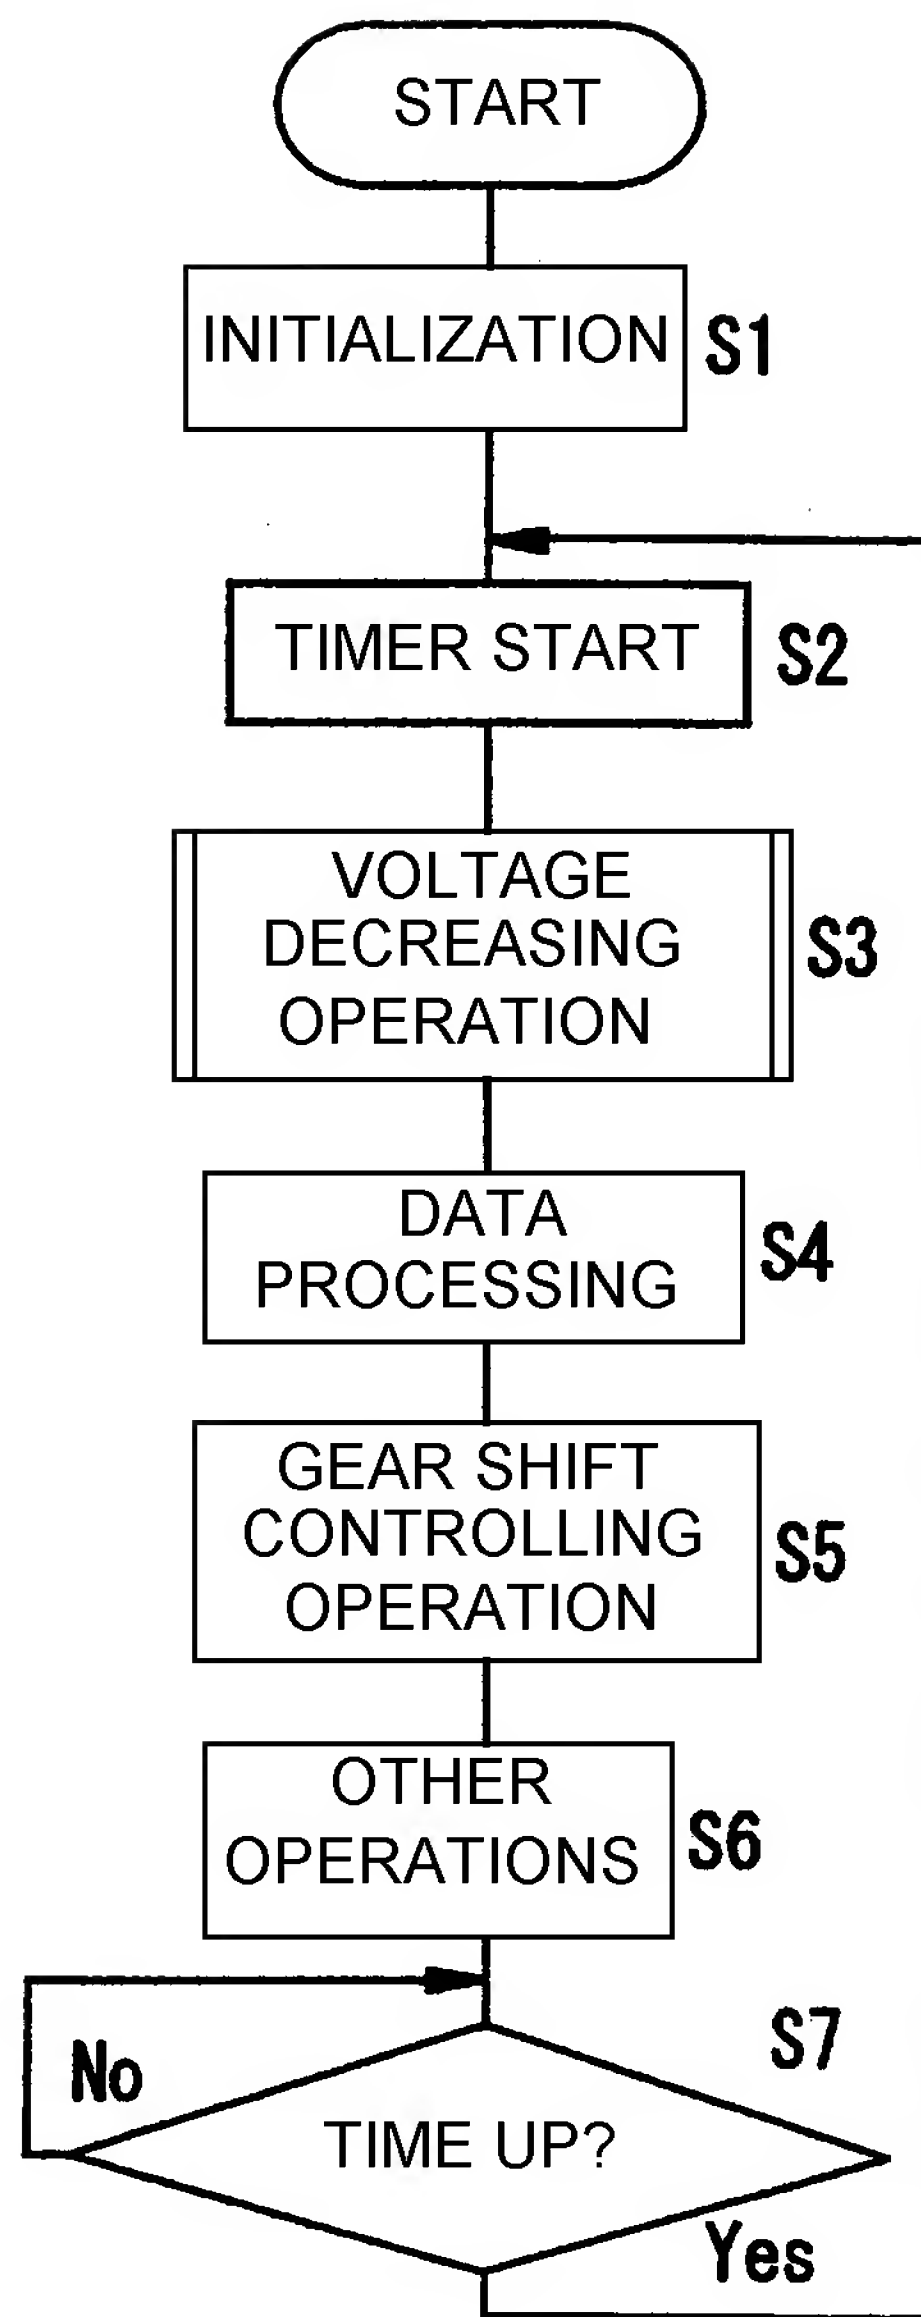 START
INITIALIZATION
S1
TIMER START
S2
VOLTAGE
DECREASING
OPERATION
S3
DATA
PROCESSING
S4
GEAR SHIFT
CONTROLLING
OPERATION
S5
OTHER
OPERATIONS
S6
S7
No
TIME UP?
Yes